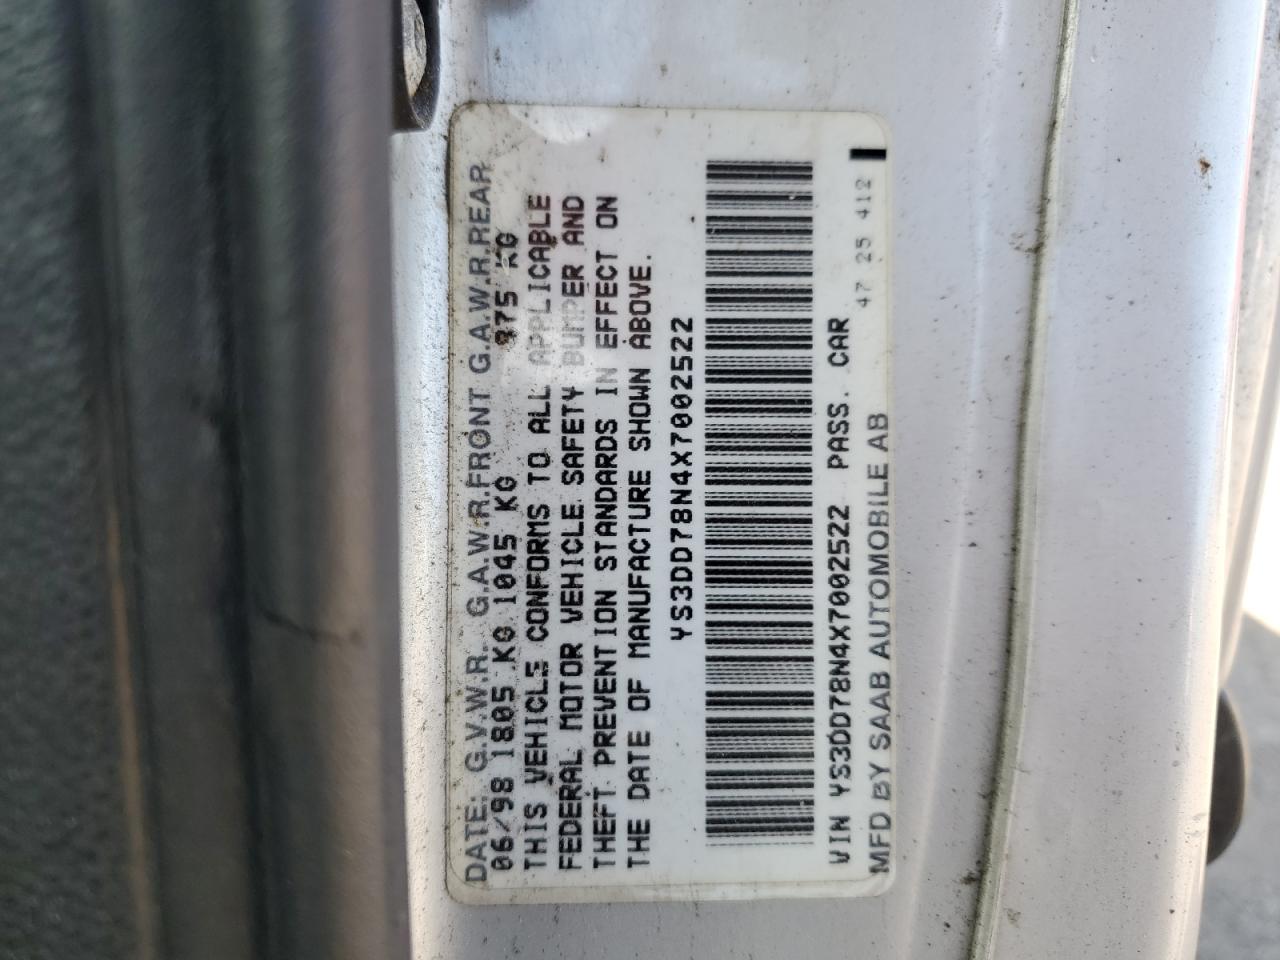 DATE: G.V.W.R. G.A.W.R.FRONT G.A.W.R.REAR
06/98 1805 KG 1045 KG 975 KG
THIS VEHICLE CONFORMS TO ALL APPLICABLE
FEDERAL MOTOR VEHICLE SAFETY BUMPER AND
THEFT PREVENTION STANDARDS IN EFFECT ON
THE DATE OF MANUFACTURE SHOWN ABOVE.
YS3DD78N4X7002522
VIN YS3DD78N4X7002522 PASS. CAR
47 25 412
MFD BY SAAB AUTOMOBILE AB